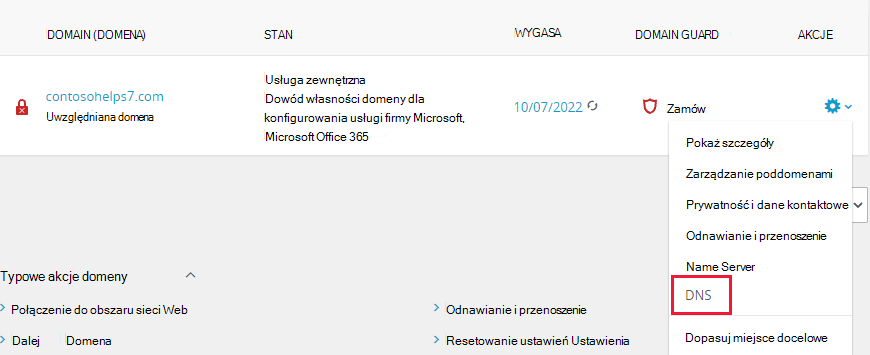 DOMAIN (DOMENA) STAN WYGASA DOMAIN GUARD AKCJE
contosohelps7.com
Uwzględniana domena
Usługa zewnętrzna
Dowód własności domeny dla
konfigurowania usługi firmy Microsoft,
Microsoft Office 365
10/07/2022
Zamów
Pokaż szczegóły
Zarządzanie poddomenami
Prywatność i dane kontaktowe
Odnawianie i przenoszenie
Name Server
DNS
Dopasuj miejsce docelowe
Typowe akcje domeny
Połączenie do obszaru sieci Web
Odnawianie i przenoszenie
Dalej Domena
Resetowanie ustawień Ustawienia